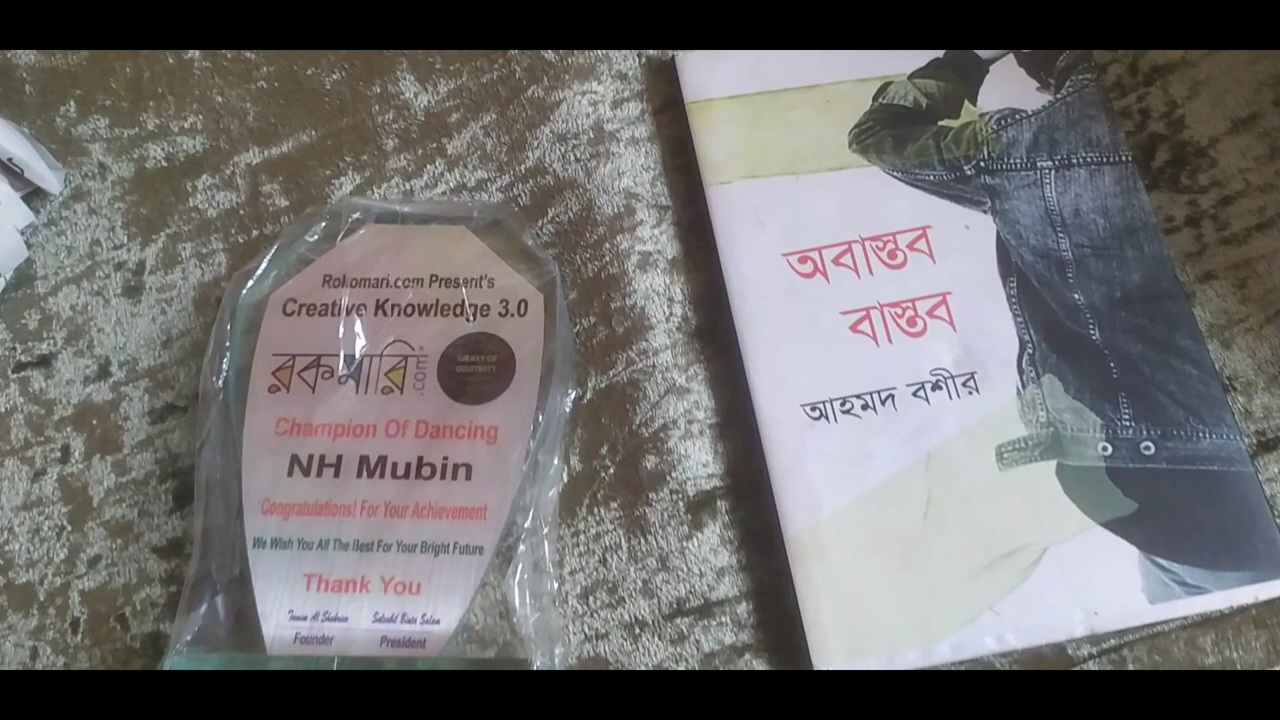 Rokomari.com Present's
Creative Knowledge 3.0
রকমারি.com
Champion Of Dancing
NH Mubin
Congratulations! For Your Achievement
We Wish You All The Best For Your Bright Future
Thank You
Founder
President
অবাস্তব
বাস্তব
আহমদ বশীর